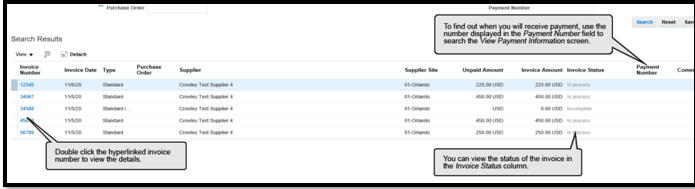 ** Purchase Order
Payment Number
Search Reset Sav
To find out when you will receive payment, use the
number displayed in the Payment Number field to
search the View Payment Information screen.
Search Results
View Detach
Invoice Number Invoice Date Type Purchase Order Supplier Supplier Site Unpaid Amount Invoice Amount Invoice Status Payment Number Comm
12345 11/5/20 Standard Crowley Test Supplier 4 01-Orlando 225.00 USD 225.00 USD In process
34567 11/5/20 Standard Crowley Test Supplier 4 01-Orlando 450.00 USD 450.00 USD In process
34568 11/5/20 Standard i... Crowley Test Supplier 4 01-Orlando USD 0.00 USD Incomplete
11/5/20 Standard Crowley Test Supplier 4 01-Orlando 450.00 USD 450.00 USD In process
56789 11/5/20 Standard Crowley Test Supplier 4 01-Orlando 250.00 USD 250.00 USD In process
Double click the hyperlinked invoice
number to view the details.
You can view the status of the invoice in
the Invoice Status column.